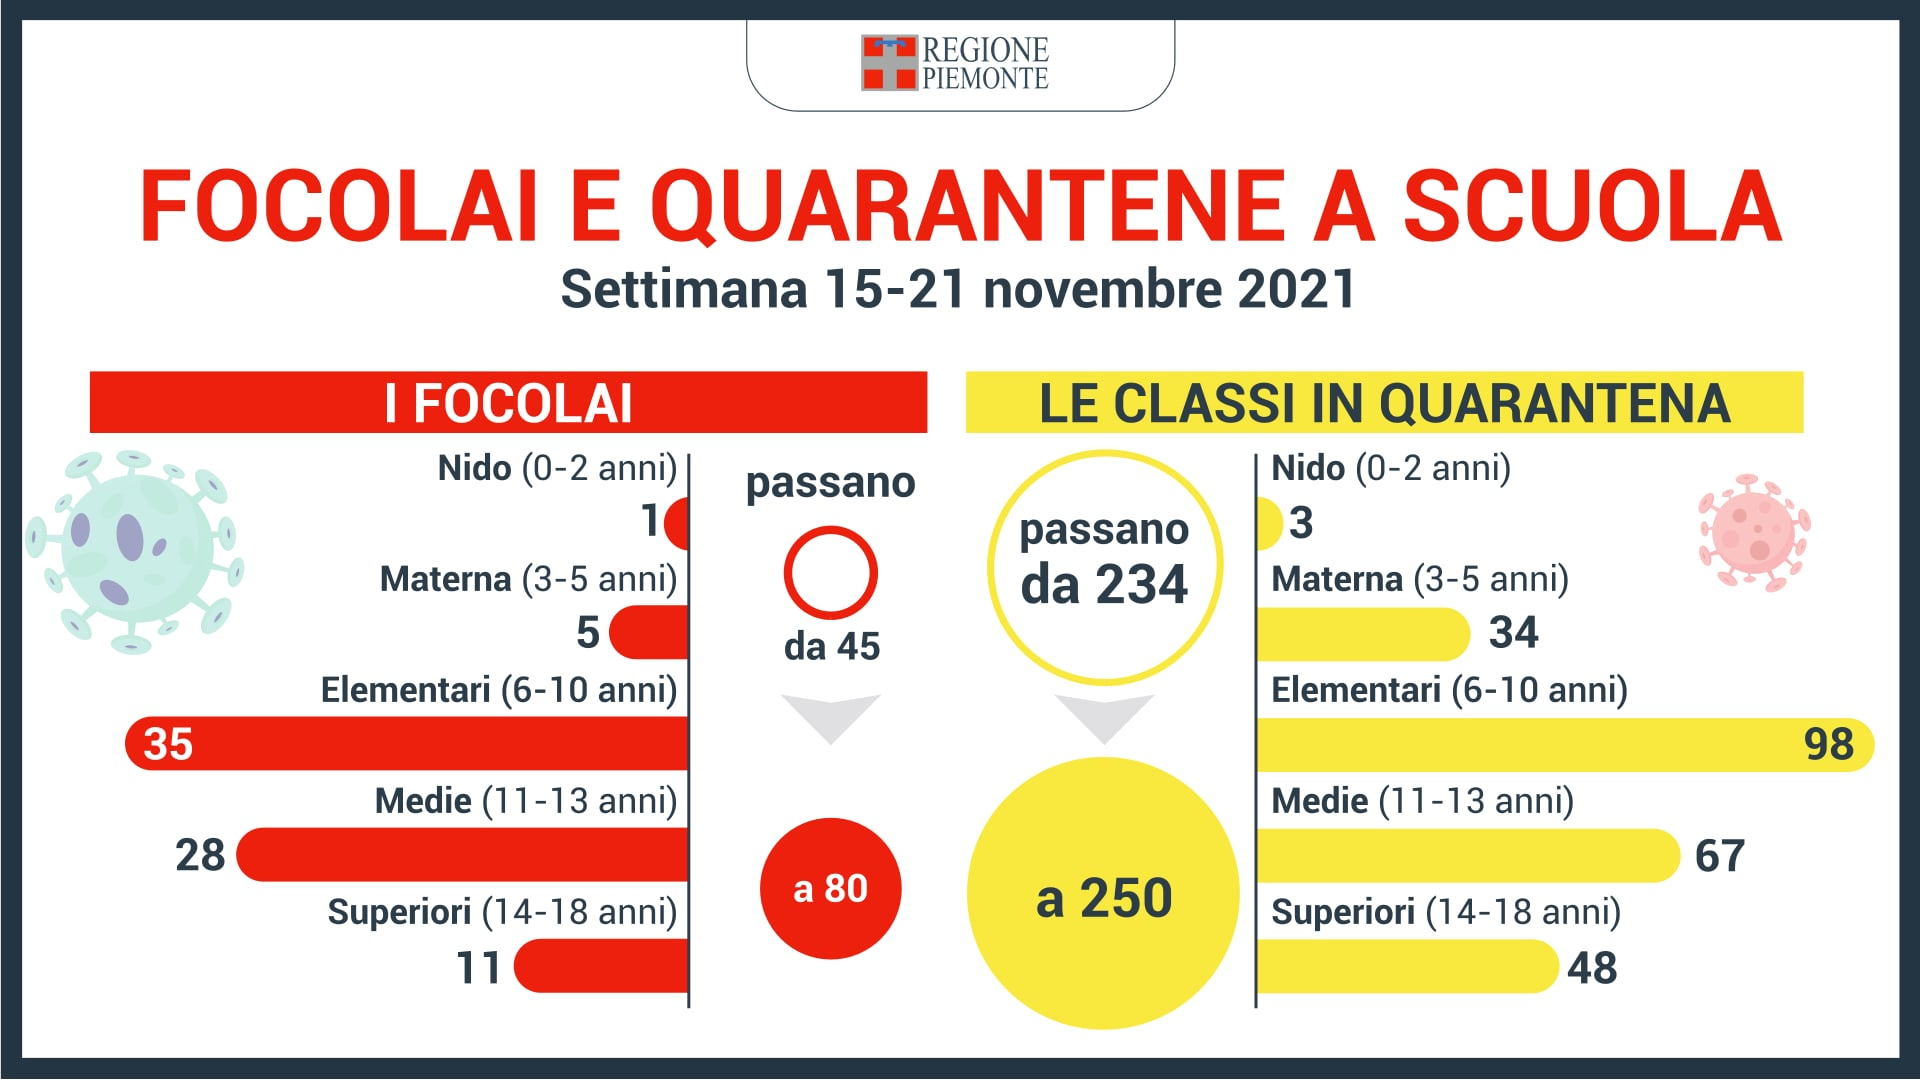 REGIONE
PIEMONTE
FOCOLAI E QUARANTENE A SCUOLA
Settimana 15-21 novembre 2021
I FOCOLAI
Nido (0-2 anni)
1
Materna (3-5 anni)
5
Elementari (6-10 anni)
35
Medie (11-13 anni)
28
Superiori (14-18 anni)
11
passano
da 45
a 80
LE CLASSI IN QUARANTENA
passano
da 234
a 250
Nido (0-2 anni)
3
Materna (3-5 anni)
34
Elementari (6-10 anni)
98
Medie (11-13 anni)
67
Superiori (14-18 anni)
48